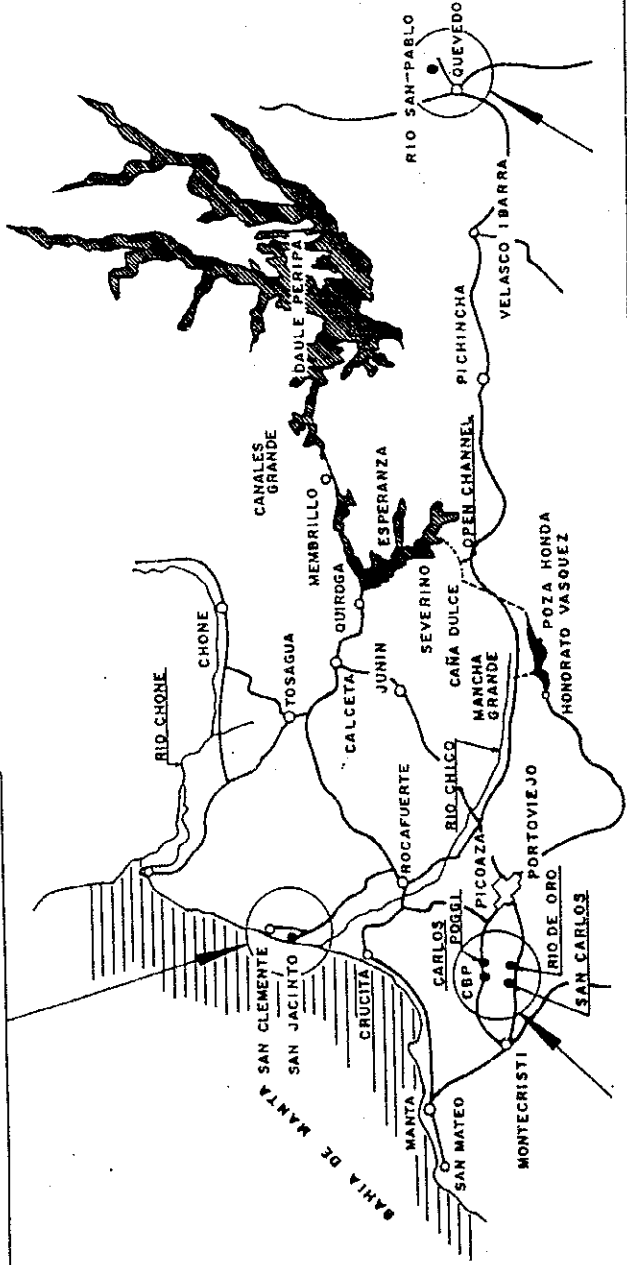 RIO SAN-PABLO
QUEVEDO
VELASCO IBARRA
PICHINCHA
DAULE PERIPA
CANALES
GRANDE
MEMBRILLO
ESPERANZA
OPEN CHANNEL
SEVERINO
CAÑA DULCE
QUIROGA
CHONE
RIO CHONE
TOSAGUA
CALCETA
JUNIN
MANCHA
GRANDE
POZA HONDA
HONORATO VASQUEZ
RIO CHICO
ROCAFUERTE
PICOAZA
PORTOVIEJO
CARLOS
POGGI
CBP
RIO DE ORO
SAN CARLOS
SAN CLEMENTE
SAN JACINTO
CRUCITA
BAHIA DE MANTA
MANTA
SAN MATEO
MONTECRISTI